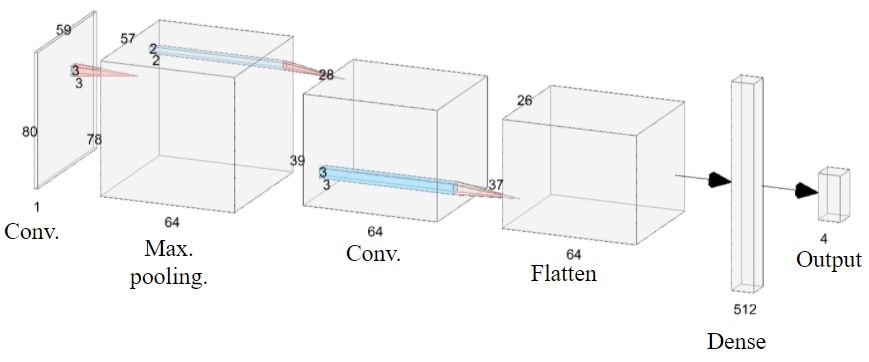 59
57
2
2
28
3
3
80
78
26
39
3
3
37
1
64
64
64
4
512
Conv.
Max.
pooling.
Conv.
Flatten
Output
Dense